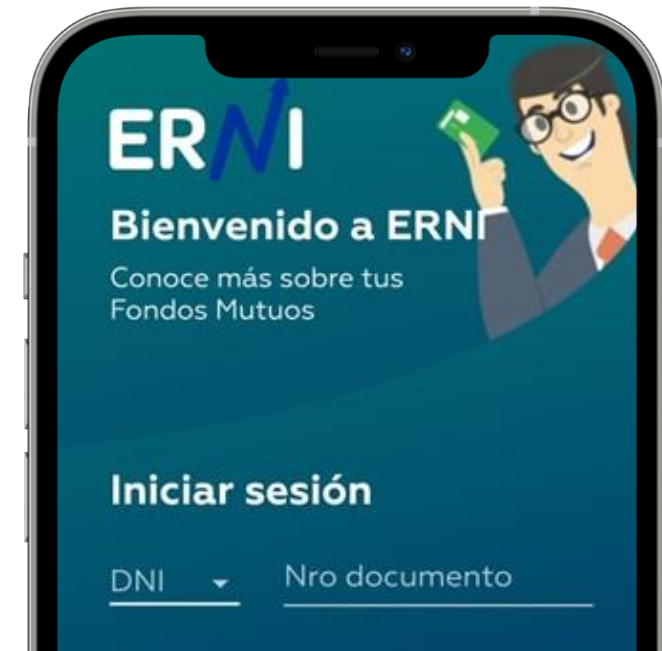 ERNI
Bienvenido a ERNI
Conoce más sobre tus
Fondos Mutuos
Iniciar sesión
DNI
Nro documento